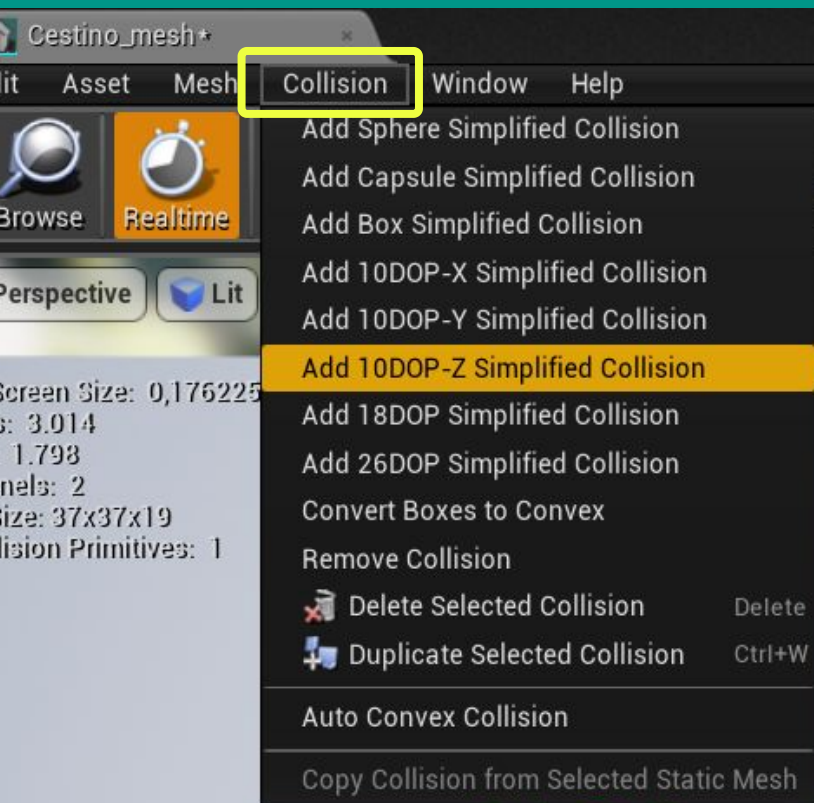 Cestino_mesh*
dit Asset Mesh Collision Window Help
Browse Realtime
Perspective Lit
Screen Size: 0,176225
s: 3.014
: 1.798
nels: 2
Size: 37x37x19
lision Primitives: 1
Add Sphere Simplified Collision
Add Capsule Simplified Collision
Add Box Simplified Collision
Add 10DOP-X Simplified Collision
Add 10DOP-Y Simplified Collision
Add 10DOP-Z Simplified Collision
Add 18DOP Simplified Collision
Add 26DOP Simplified Collision
Convert Boxes to Convex
Remove Collision
Delete Selected Collision Delete
Duplicate Selected Collision Ctrl+W
Auto Convex Collision
Copy Collision from Selected Static Mesh